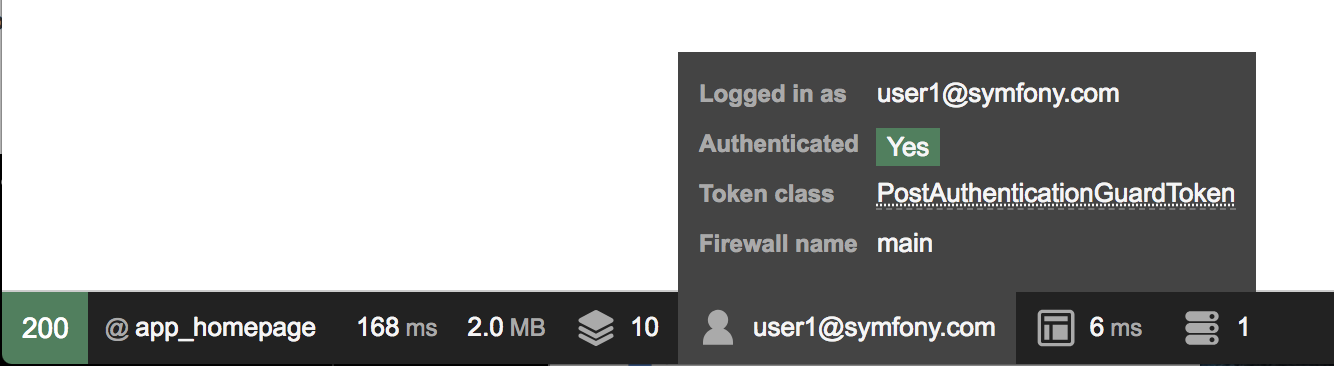 Logged in as user1@symfony.com
Authenticated Yes
Token class PostAuthenticationGuardToken
Firewall name main
200 @ app_homepage 168 ms 2.0 MB 10 user1@symfony.com 6 ms 1